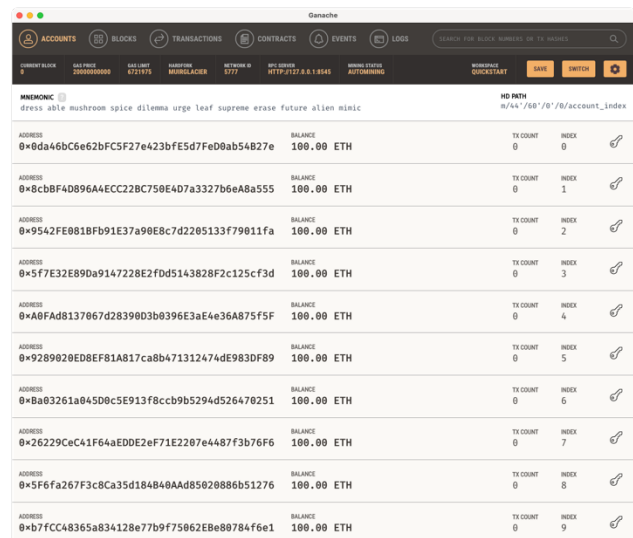 Ganache
ACCOUNTS BLOCKS TRANSACTIONS CONTRACTS EVENTS LOGS SEARCH FOR BLOCK NUMBERS OR TX HASHES
CURRENT BLOCK GAS PRICE GAS LIMIT HARDFORK NETWORK ID RPC SERVER MINING STATUS WORKSPACE
0 20000000000 6721975 MUIRGLACIER 5777 HTTP://127.0.0.1:8545 AUTOMINING QUICKSTART SAVE SWITCH
MNEMONIC ? HD PATH
dress able mushroom spice dilemma urge leaf supreme erase future alien mimic m/44'/60'/0'/0/account_index
ADDRESS BALANCE TX COUNT INDEX
0×0da46bC6e62bFC5F27e423bfE5d7FeD0ab54B27e 100.00 ETH 0 0
ADDRESS BALANCE TX COUNT INDEX
0×8cbBF4D896A4ECC22BC750E4D7a3327b6eA8a555 100.00 ETH 0 1
ADDRESS BALANCE TX COUNT INDEX
0×9542FE081BFb91E37a90E8c7d2205133f79011fa 100.00 ETH 0 2
ADDRESS BALANCE TX COUNT INDEX
0×5f7E32E89Da9147228E2fDd5143828F2c125cf3d 100.00 ETH 0 3
ADDRESS BALANCE TX COUNT INDEX
0×A0FAd8137067d28390D3b0396E3aE4e36A875f5F 100.00 ETH 0 4
ADDRESS BALANCE TX COUNT INDEX
0×9289020ED8EF81A817ca8b471312474dE983DF89 100.00 ETH 0 5
ADDRESS BALANCE TX COUNT INDEX
0×Ba03261a045D0c5E913f8ccb9b5294d526470251 100.00 ETH 0 6
ADDRESS BALANCE TX COUNT INDEX
0×26229CeC41F64aEDDE2eF71E2207e4487f3b76F6 100.00 ETH 0 7
ADDRESS BALANCE TX COUNT INDEX
0×5F6fa267F3c8Ca35d184B40AAd85020886b51276 100.00 ETH 0 8
ADDRESS BALANCE TX COUNT INDEX
0×b7fCC48365a834128e77b9f75062EBe80784f6e1 100.00 ETH 0 9